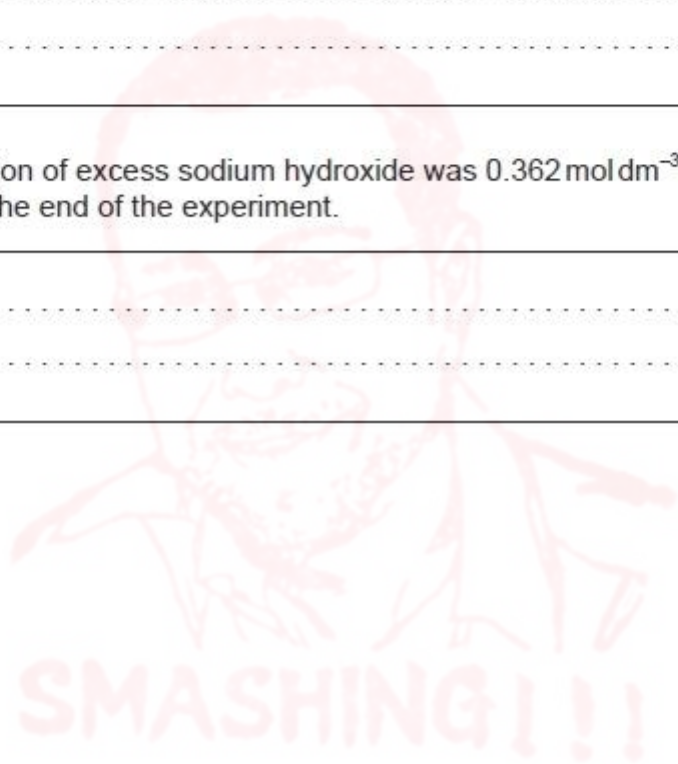 on of excess sodium hydroxide was 0.362 mol dm⁻³
he end of the experiment.
SMASHING!!!